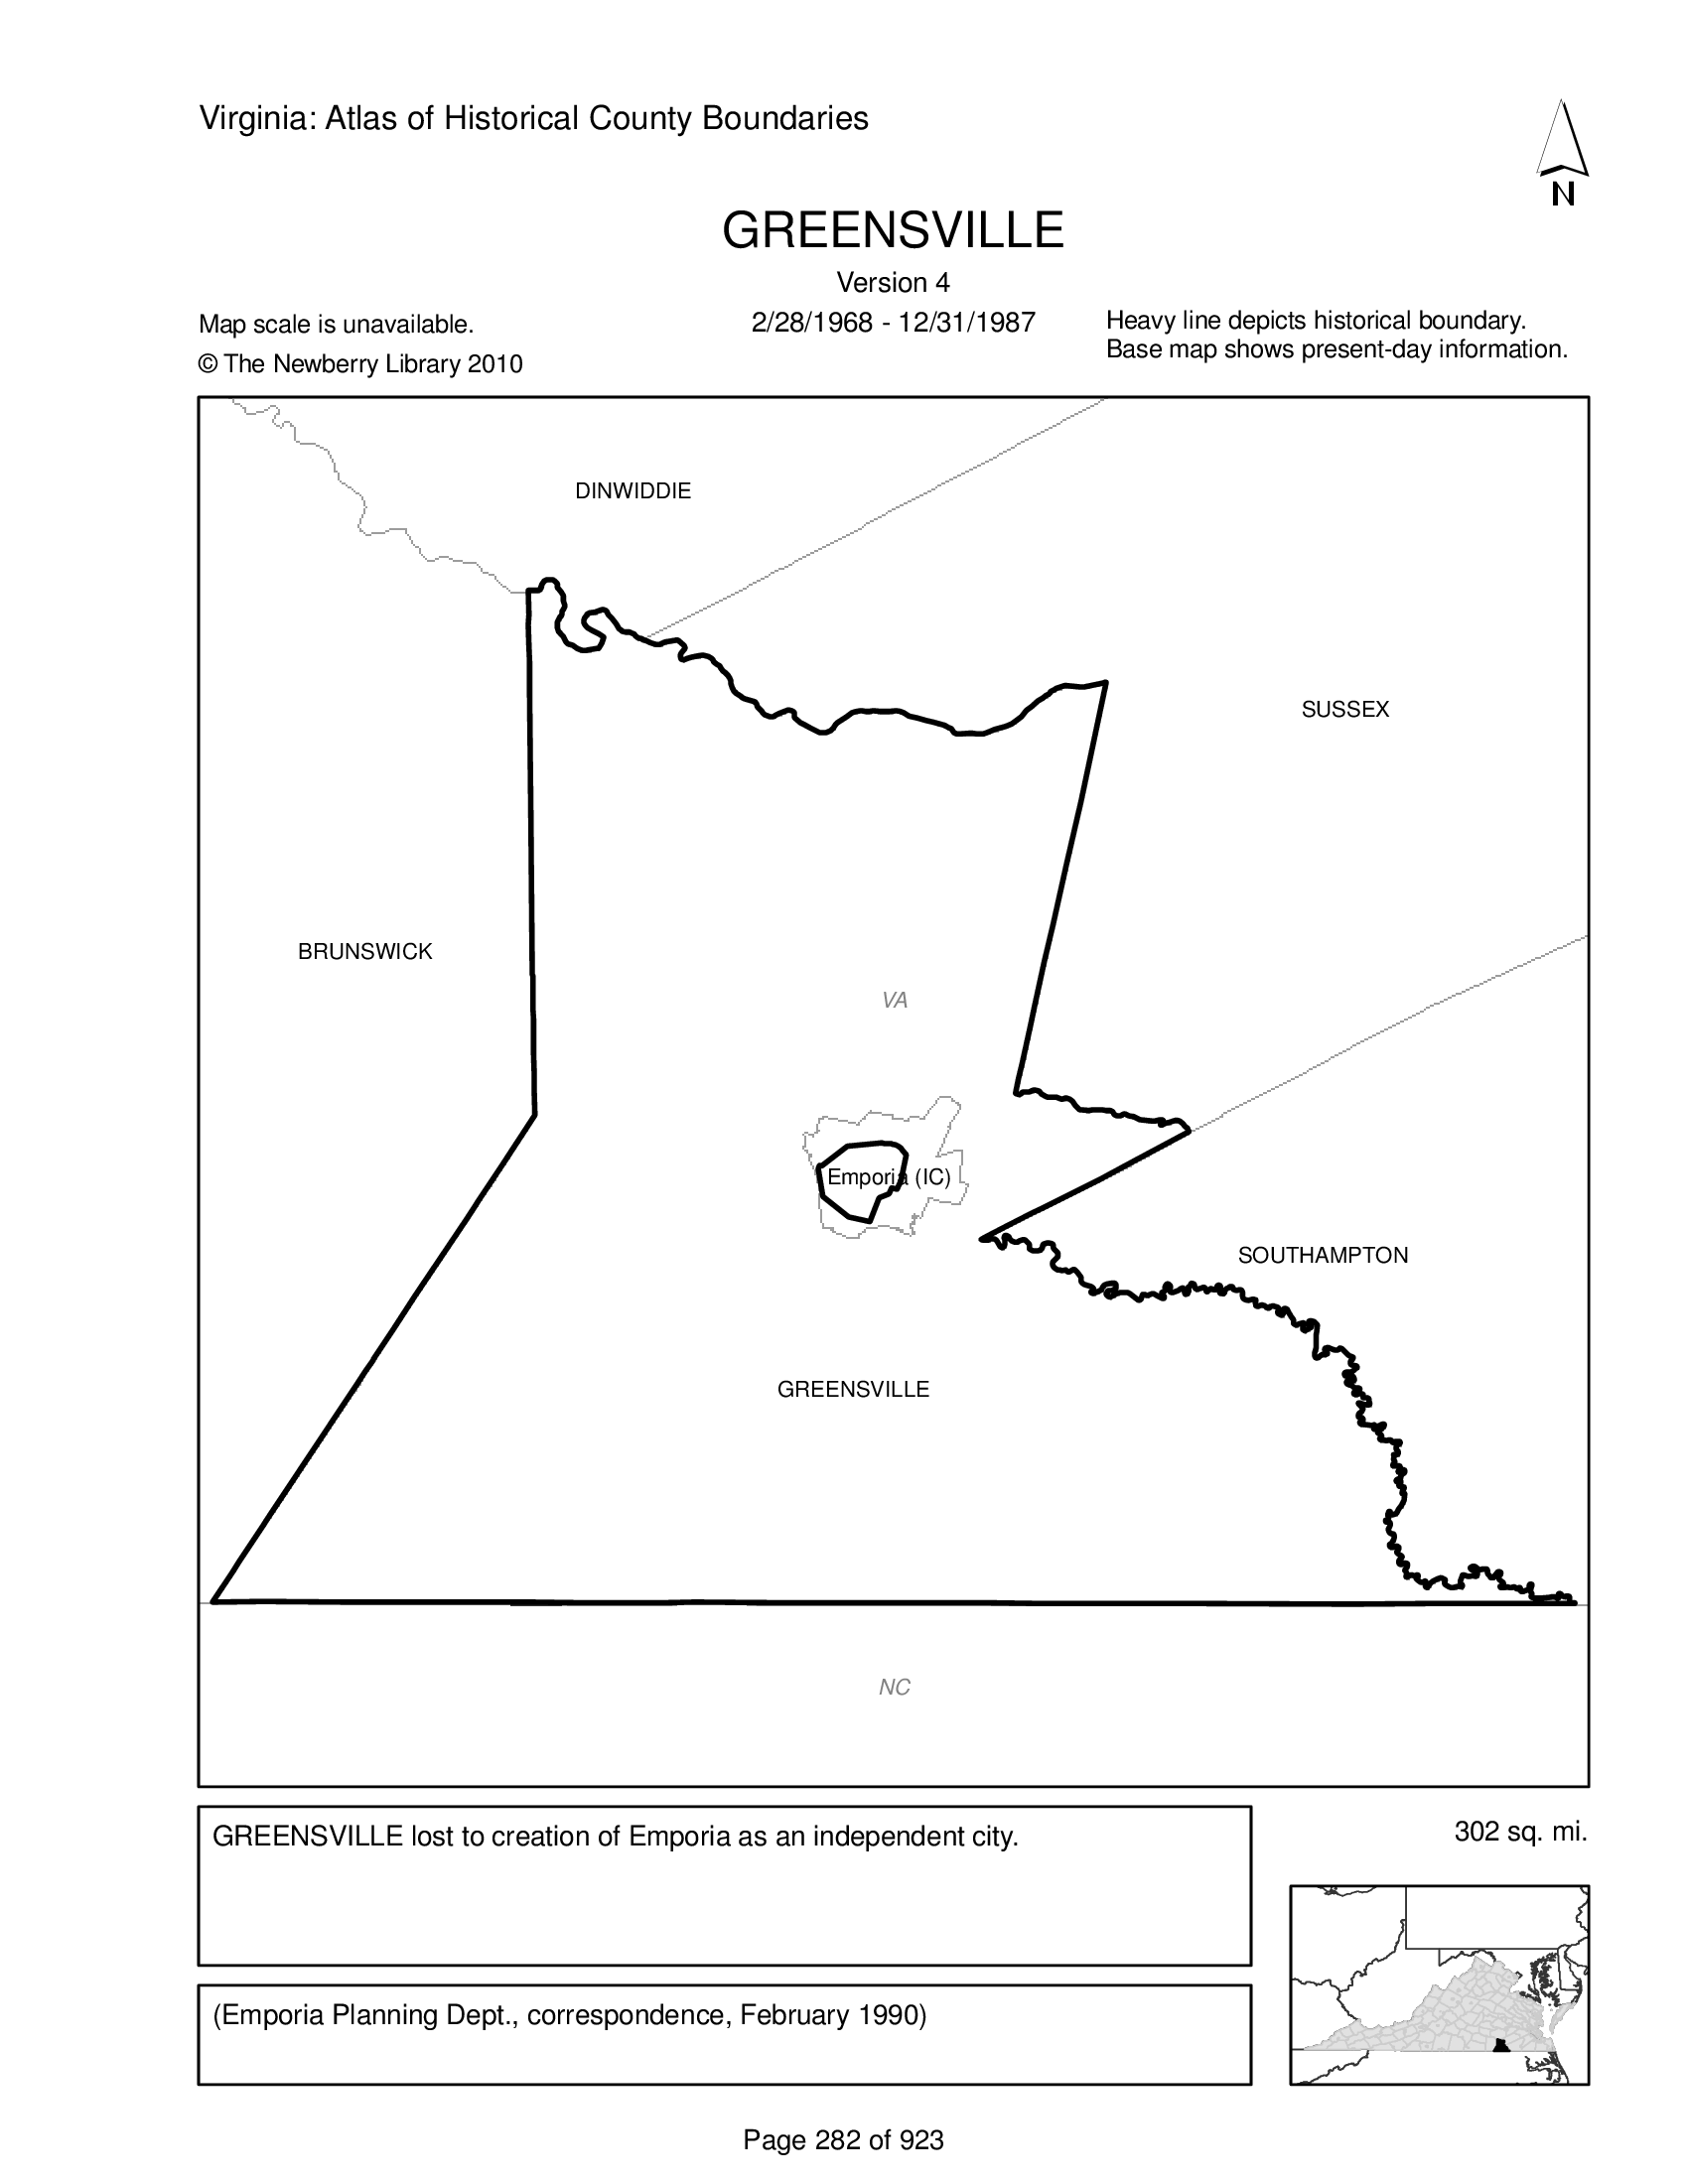 Virginia: Atlas of Historical County Boundaries
N
GREENSVILLE
Version 4
2/28/1968 - 12/31/1987
Map scale is unavailable.
© The Newberry Library 2010
Heavy line depicts historical boundary.
Base map shows present-day information.
DINWIDDIE
SUSSEX
BRUNSWICK
VA
Emporia (IC)
SOUTHAMPTON
GREENSVILLE
NC
GREENSVILLE lost to creation of Emporia as an independent city.
302 sq. mi.
(Emporia Planning Dept., correspondence, February 1990)
Page 282 of 923